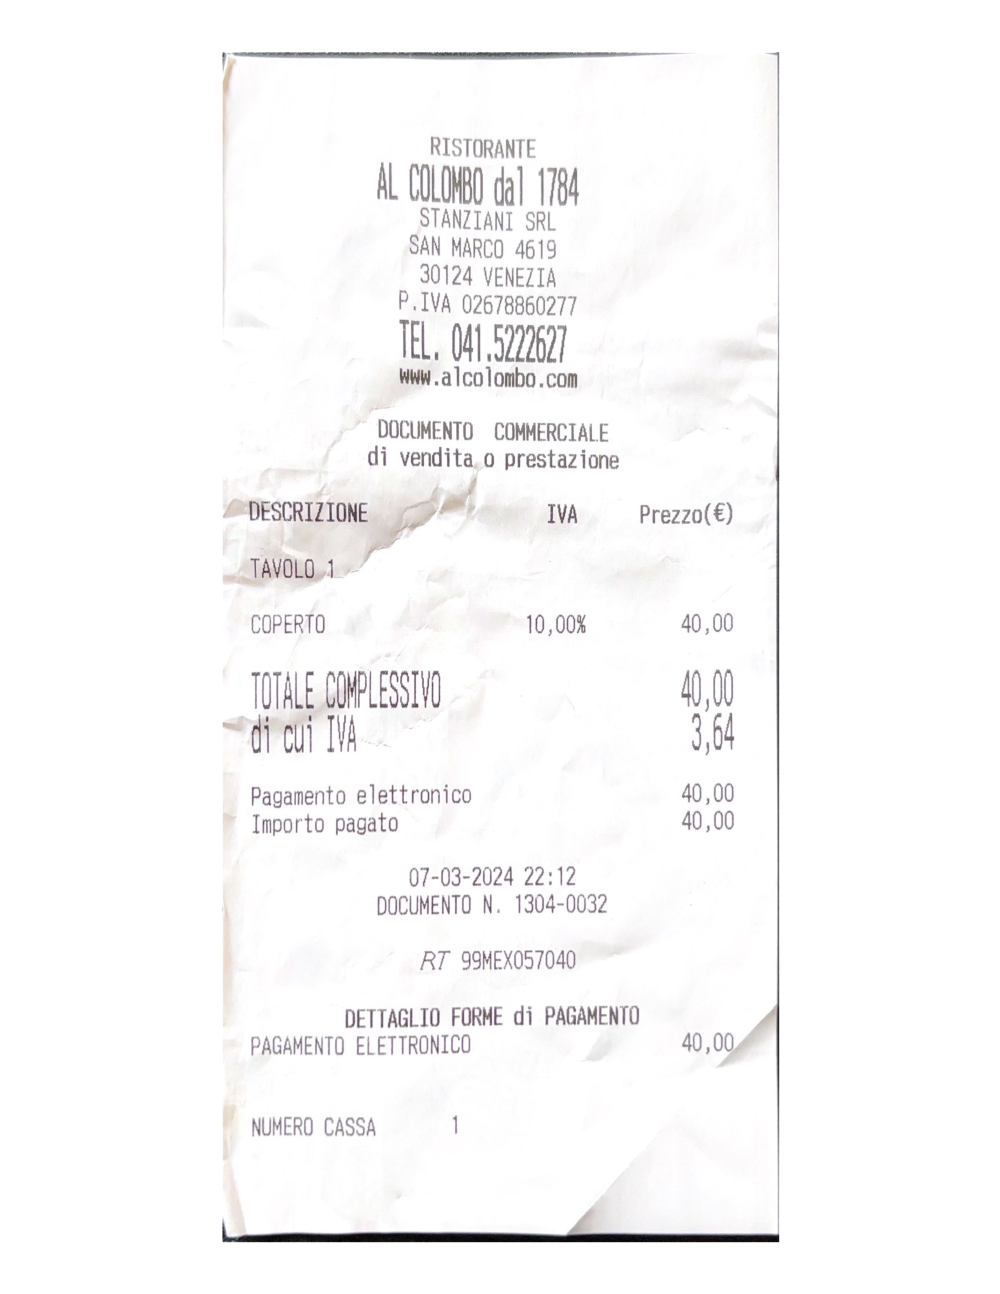 RISTORANTE
AL COLOMBO dal 1784
STANZIANI SRL
SAN MARCO 4619
30124 VENEZIA
P.IVA 02678860277
TEL. 041.5222627
www.alcolombo.com
DOCUMENTO COMMERCIALE
di vendita o prestazione
DESCRIZIONE IVA Prezzo(€)
TAVOLO 1
COPERTO 10,00% 40,00
TOTALE COMPLESSIVO 40,00
di cui IVA 3,64
Pagamento elettronico 40,00
Importo pagato 40,00
07-03-2024 22:12
DOCUMENTO N. 1304-0032
RT 99MEX057040
DETTAGLIO FORME di PAGAMENTO
PAGAMENTO ELETTRONICO 40,00
NUMERO CASSA 1